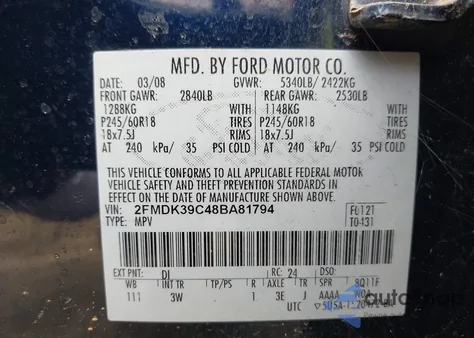 MFD. BY FORD MOTOR CO.
DATE: 03/08 GVWR: 5340LB/ 2422KG
FRONT GAWR: 2840LB REAR GAWR: 2530LB
1288KG WITH 1148KG WITH
P245/60R18 TIRES P245/60R18 TIRES
18x7.5J RIMS 18x7.5J RIMS
AT 240 kPa/ 35 PSI COLD AT 240 kPa/ 35 PSI COLD
THIS VEHICLE CONFORMS TO ALL APPLICABLE FEDERAL MOTOR
VEHICLE SAFETY AND THEFT PREVENTION STANDARDS IN
EFFECT ON THE DATE OF MANUFACTURE SHOWN ABOVE.
VIN: 2FMDK39C48BA81794 F0121
TYPE: MPV T0431
EXT PNT: DI RC: 24 DSO:
WB INT TR TP/PS R AXLE TR SPR
111 3W 1 3E J AAAA
UTC